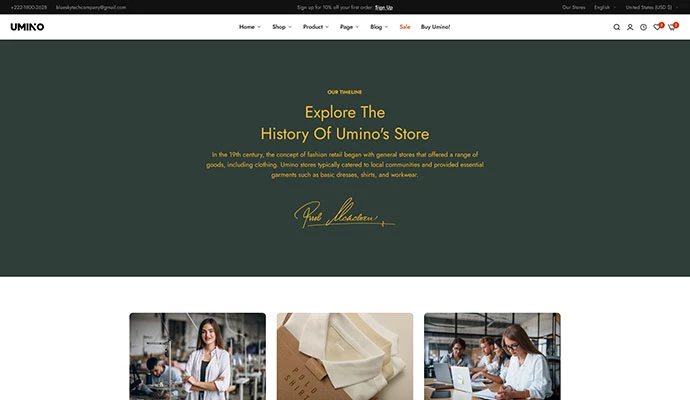 +222-1800-2628
blueskytechcompany@gmail.com
Sign up for 10% off your first order. Sign Up
Our Stores
English
United States (USD $)
UMINO
Home
Shop
Product
Page
Blog
Sale
Buy Umino!
OUR TIMELINE
Explore The
History Of Umino's Store
In the 19th century, the concept of fashion retail began with general stores that offered a range of
goods, including clothing. Umino stores typically catered to local communities and provided essential
garments such as basic dresses, shirts, and workwear.
POLO
SHIRT